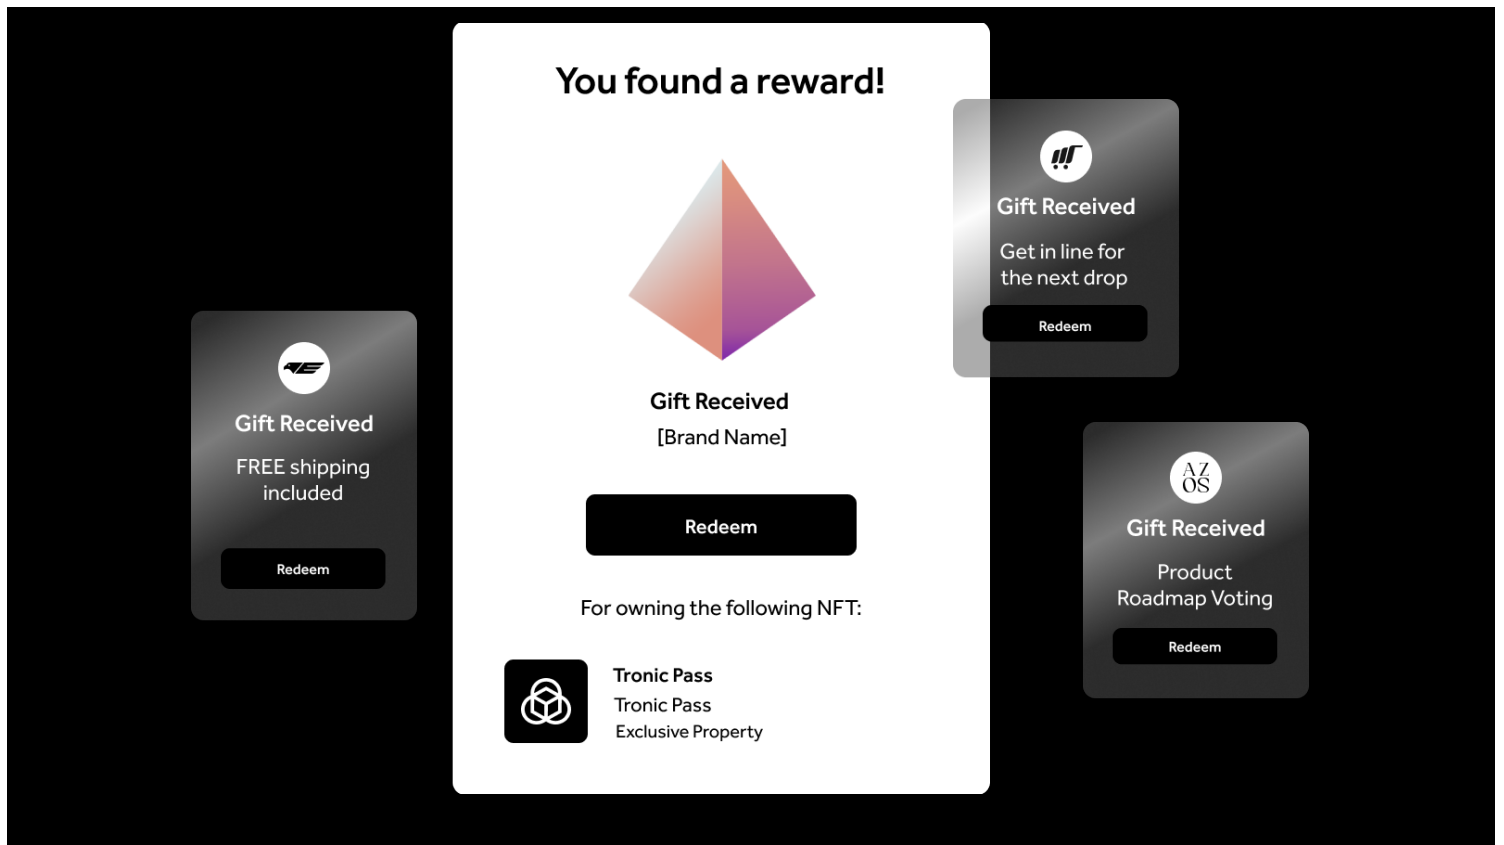 You found a reward!
Gift Received
[Brand Name]
Redeem
For owning the following NFT:
Tronic Pass
Tronic Pass
Exclusive Property
Gift Received
FREE shipping
included
Redeem
Gift Received
Get in line for
the next drop
Redeem
AZ
OS
Gift Received
Product
Roadmap Voting
Redeem